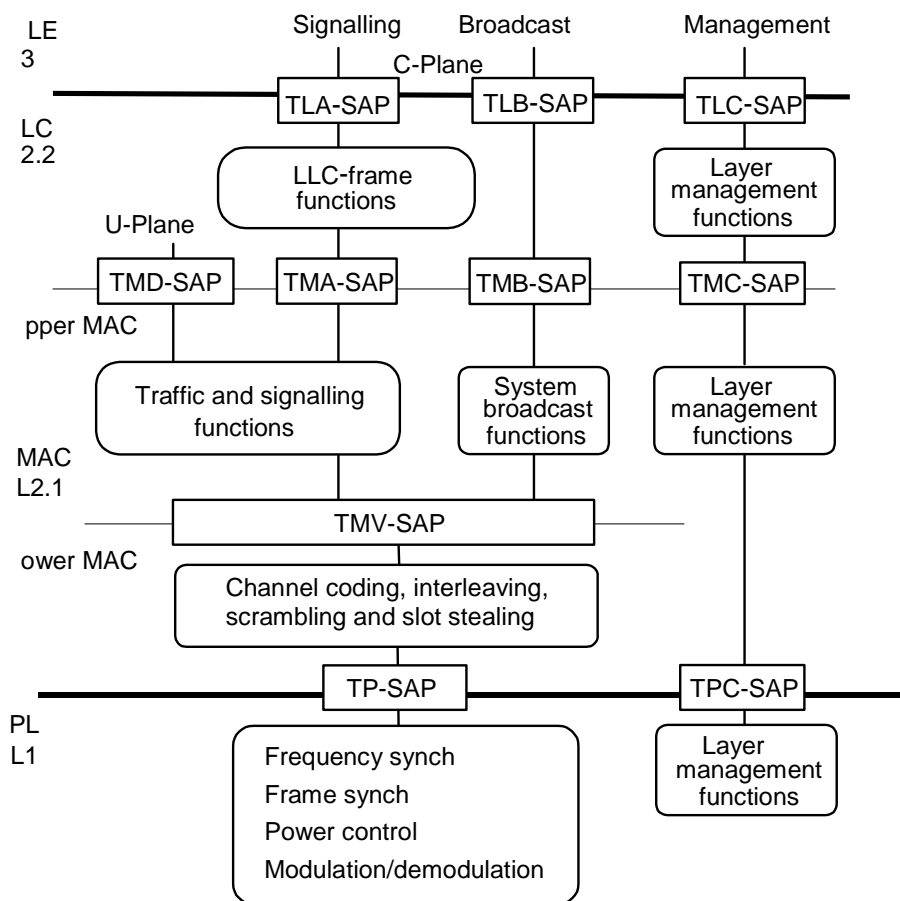 LE
3
Signalling
Broadcast
Management
C-Plane
TLA-SAP
TLB-SAP
TLC-SAP
LC
2.2
LLC-frame
functions
Layer
management
functions
U-Plane
TMD-SAP
TMA-SAP
TMB-SAP
TMC-SAP
pper MAC
Traffic and signalling
functions
System
broadcast
functions
Layer
management
functions
MAC
L2.1
TMV-SAP
ower MAC
Channel coding, interleaving,
scrambling and slot stealing
TP-SAP
TPC-SAP
PL
L1
Frequency synch
Frame synch
Power control
Modulation/demodulation
Layer
management
functions